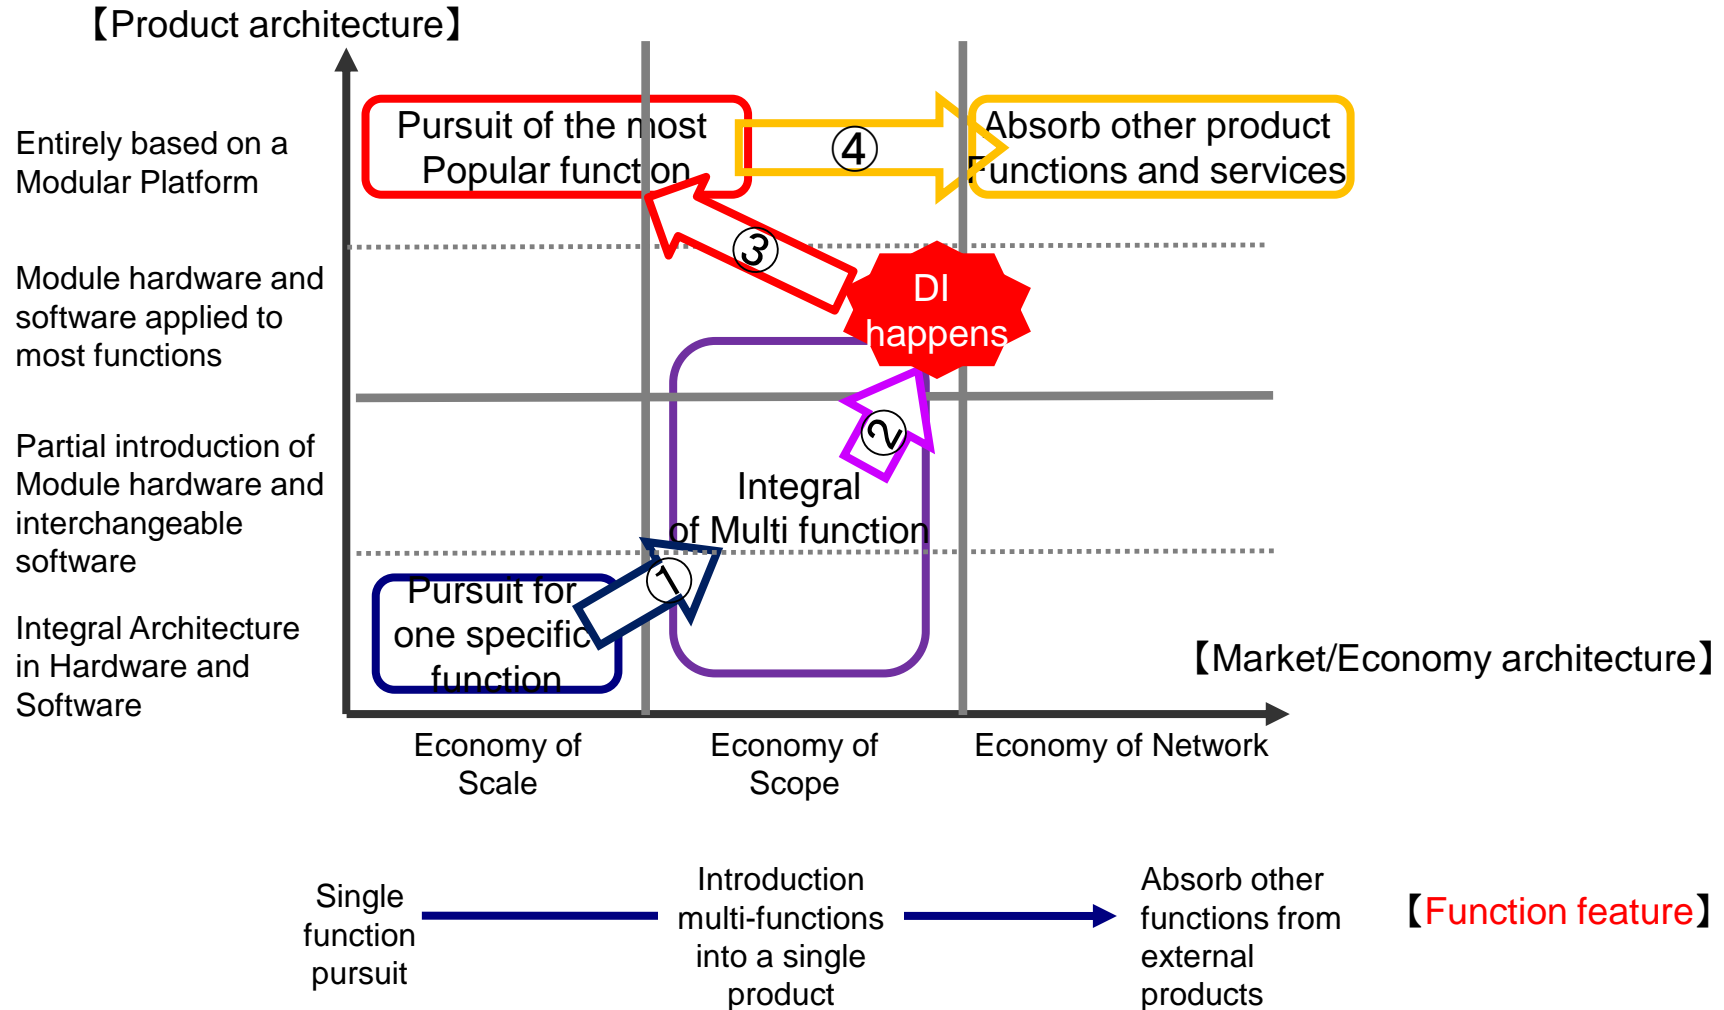 【Product architecture】
Entirely based on a
Modular Platform
Pursuit of the most
Popular function
④
Absorb other product
Functions and services
③
Module hardware and
software applied to
most functions
DI
happens
②
Partial introduction of
Module hardware and
interchangeable
software
Integral
of Multi function
①
Pursuit for
one specific
function
Integral Architecture
in Hardware and
Software
【Market/Economy architecture】
Economy of
Scale
Economy of
Scope
Economy of Network
Single
function
pursuit
Introduction
multi-functions
into a single
product
Absorb other
functions from
external
products
【Function feature】